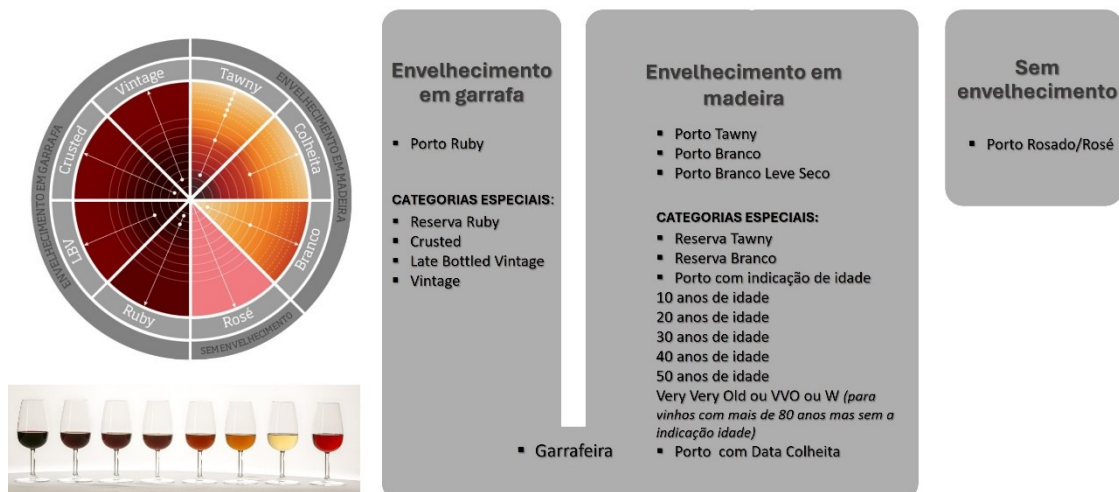 Vintage
Tawny
Colheita
Branco
Rosé
Ruby
LBV
Crusted
ENVELHECIMENTO EM GARRAFA
ENVELHECIMENTO EM MADEIRA
SEM ENVELHECIMENTO
Envelhecimento
em garrafa
▪ Porto Ruby
CATEGORIAS ESPECIAIS:
▪ Reserva Ruby
▪ Crusted
▪ Late Bottled Vintage
▪ Vintage
▪ Garrafeira
Envelhecimento em
madeira
▪ Porto Tawny
▪ Porto Branco
▪ Porto Branco Leve Seco
CATEGORIAS ESPECIAIS:
▪ Reserva Tawny
▪ Reserva Branco
▪ Porto com indicação de idade
10 anos de idade
20 anos de idade
30 anos de idade
40 anos de idade
50 anos de idade
Very Very Old ou VVO ou W (para
vinhos com mais de 80 anos mas sem a
indicação idade)
▪ Porto com Data Colheita
Sem
envelhecimento
▪ Porto Rosado/Rosé